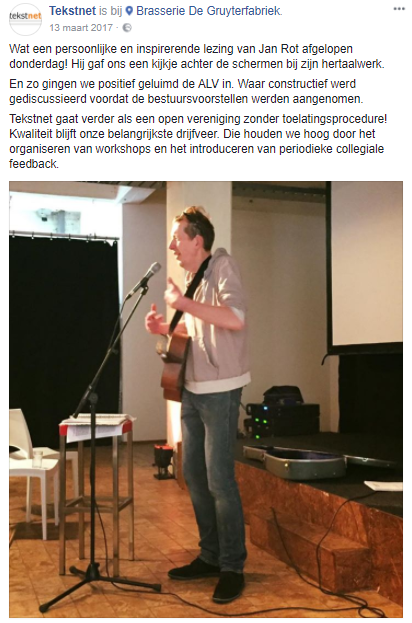 tekstnet
Tekstnet is bij Brasserie De Gruyterfabriek.
13 maart 2017 ·
Wat een persoonlijke en inspirerende lezing van Jan Rot afgelopen
donderdag! Hij gaf ons een kijkje achter de schermen bij zijn hertaalwerk.
En zo gingen we positief geluimd de ALV in. Waar constructief werd
gediscussieerd voordat de bestuursvoorstellen werden aangenomen.
Tekstnet gaat verder als een open vereniging zonder toelatingsprocedure!
Kwaliteit blijft onze belangrijkste drijfveer. Die houden we hoog door het
organiseren van workshops en het introduceren van periodieke collegiale
feedback.